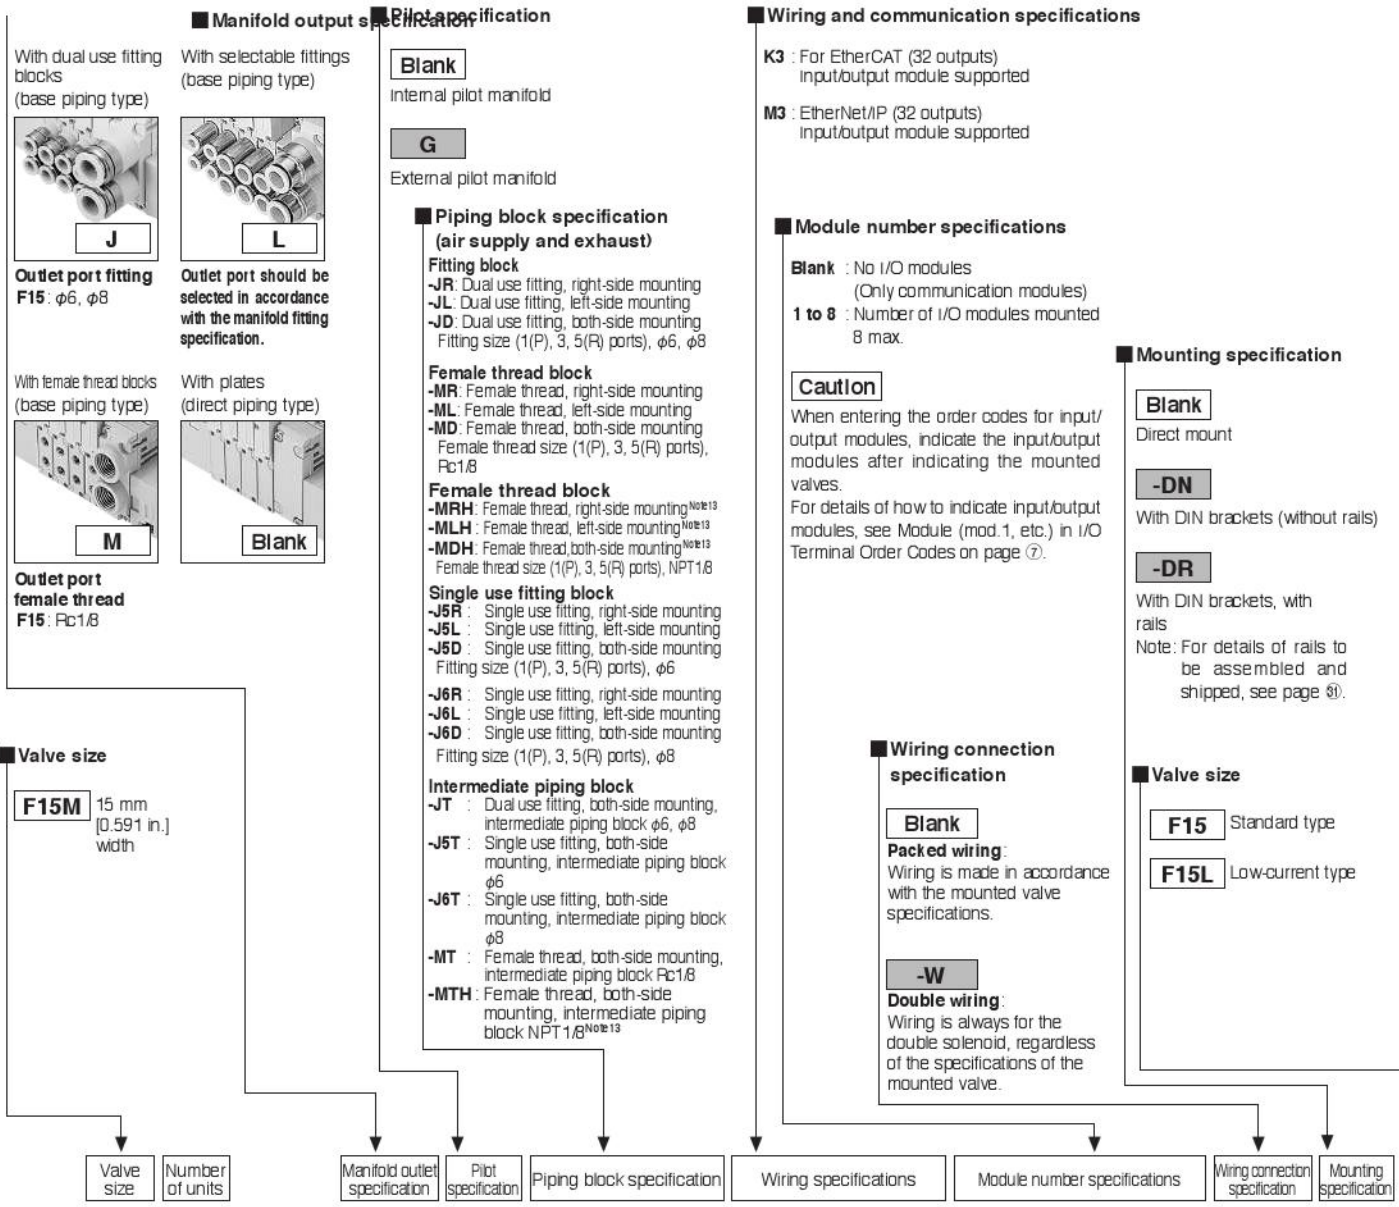 ■ Manifold output specification
With dual use fitting
blocks
(base piping type)
With selectable fittings
(base piping type)
J
L
Outlet port fitting
F15 : φ6, φ8
Outlet port should be
selected in accordance
with the manifold fitting
specification.
With female thread blocks
(base piping type)
With plates
(direct piping type)
M
Blank
Outlet port
female thread
F15 : Rc1/8
■ Valve size
F15M
15 mm
[0.591 in.]
width
■ Pilot specification
Blank
Internal pilot manifold
G
External pilot manifold
■ Piping block specification
(air supply and exhaust)
Fitting block
-JR: Dual use fitting, right-side mounting
-JL: Dual use fitting, left-side mounting
-JD: Dual use fitting, both-side mounting
Fitting size (1(P), 3, 5(R) ports), φ6, φ8
Female thread block
-MR: Female thread, right-side mounting
-ML: Female thread, left-side mounting
-MD: Female thread, both-side mounting
Female thread size (1(P), 3, 5(R) ports),
Rc1/8
Female thread block
-MRH: Female thread, right-side mounting Note13
-MLH : Female thread, left-side mounting Note13
-MDH: Female thread,both-side mounting Note13
Female thread size (1(P), 3, 5(R) ports), NPT1/8
Single use fitting block
-J5R : Single use fitting, right-side mounting
-J5L : Single use fitting, left-side mounting
-J5D : Single use fitting, both-side mounting
Fitting size (1(P), 3, 5(R) ports), φ6
-J6R : Single use fitting, right-side mounting
-J6L : Single use fitting, left-side mounting
-J6D : Single use fitting, both-side mounting
Fitting size (1(P), 3, 5(R) ports), φ8
Intermediate piping block
-JT : Dual use fitting, both-side mounting,
intermediate piping block φ6, φ8
-J5T : Single use fitting, both-side
mounting, intermediate piping block
φ6
-J6T : Single use fitting, both-side
mounting, intermediate piping block
φ8
-MT : Female thread, both-side mounting,
intermediate piping block Rc1/8
-MTH : Female thread, both-side
mounting, intermediate piping
block NPT1/8 Note13
■ Wiring and communication specifications
K3 : For EtherCAT (32 outputs)
Input/output module supported
M3 : EtherNet/IP (32 outputs)
Input/output module supported
■ Module number specifications
Blank : No I/O modules
(Only communication modules)
1 to 8 : Number of I/O modules mounted
8 max.
Caution
When entering the order codes for input/
output modules, indicate the input/output
modules after indicating the mounted
valves.
For details of how to indicate input/output
modules, see Module (mod.1, etc.) in I/O
Terminal Order Codes on page ⑦.
■ Wiring connection
specification
Blank
Packed wiring:
Wiring is made in accordance
with the mounted valve
specifications.
-W
Double wiring:
Wiring is always for the
double solenoid, regardless
of the specifications of the
mounted valve.
■ Mounting specification
Blank
Direct mount
-DN
With DIN brackets (without rails)
-DR
With DIN brackets, with
rails
Note: For details of rails to
be assembled and
shipped, see page ㉛.
■ Valve size
F15 Standard type
F15L Low-current type
Valve
size
Number
of units
Manifold outlet
specification
Pilot
specification
Piping block specification
Wiring specifications
Module number specifications
Wiring connection
specification
Mounting
specification